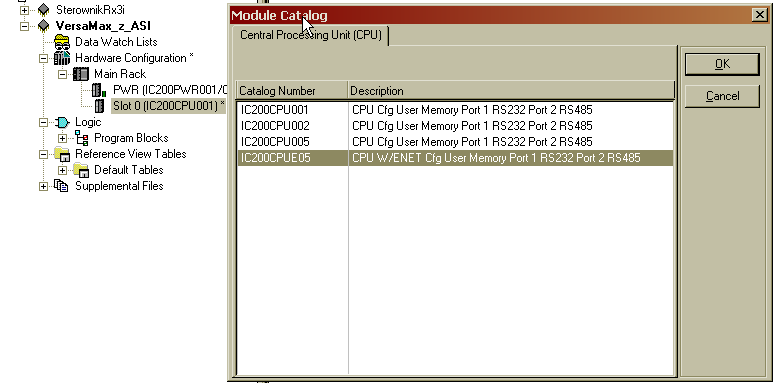 SterownikRx3i
VersaMax_z_ASI
Data Watch Lists
Hardware Configuration *
Main Rack
PWR (IC200PWR001/0
Slot 0 (IC200CPU001) *
Logic
Program Blocks
Reference View Tables
Default Tables
Supplemental Files
Module Catalog
Central Processing Unit (CPU)
OK
Cancel
Catalog Number Description
IC200CPU001 CPU Cfg User Memory Port 1 RS232 Port 2 RS485
IC200CPU002 CPU Cfg User Memory Port 1 RS232 Port 2 RS485
IC200CPU005 CPU Cfg User Memory Port 1 RS232 Port 2 RS485
IC200CPUE05 CPU W/ENET Cfg User Memory Port 1 RS232 Port 2 RS485